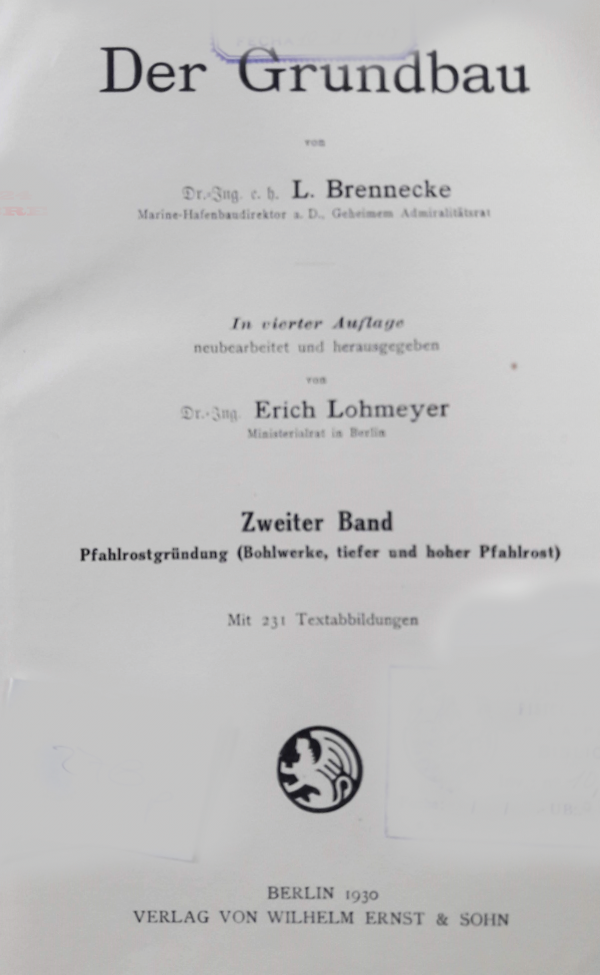 Der Grundbau
von
Dr.-Ing. e. h. L. Brennecke
Marine-Hafenbaudirektor a. D., Geheimem Admiralitätsrat
In vierter Auflage
neubearbeitet und herausgegeben
von
Dr.-Ing. Erich Lohmeyer
Ministerialrat in Berlin
Zweiter Band
Pfahlrostgründung (Bohlwerke, tiefer und hoher Pfahlrost)
Mit 231 Textabbildungen
BERLIN 1930
VERLAG VON WILHELM ERNST & SOHN